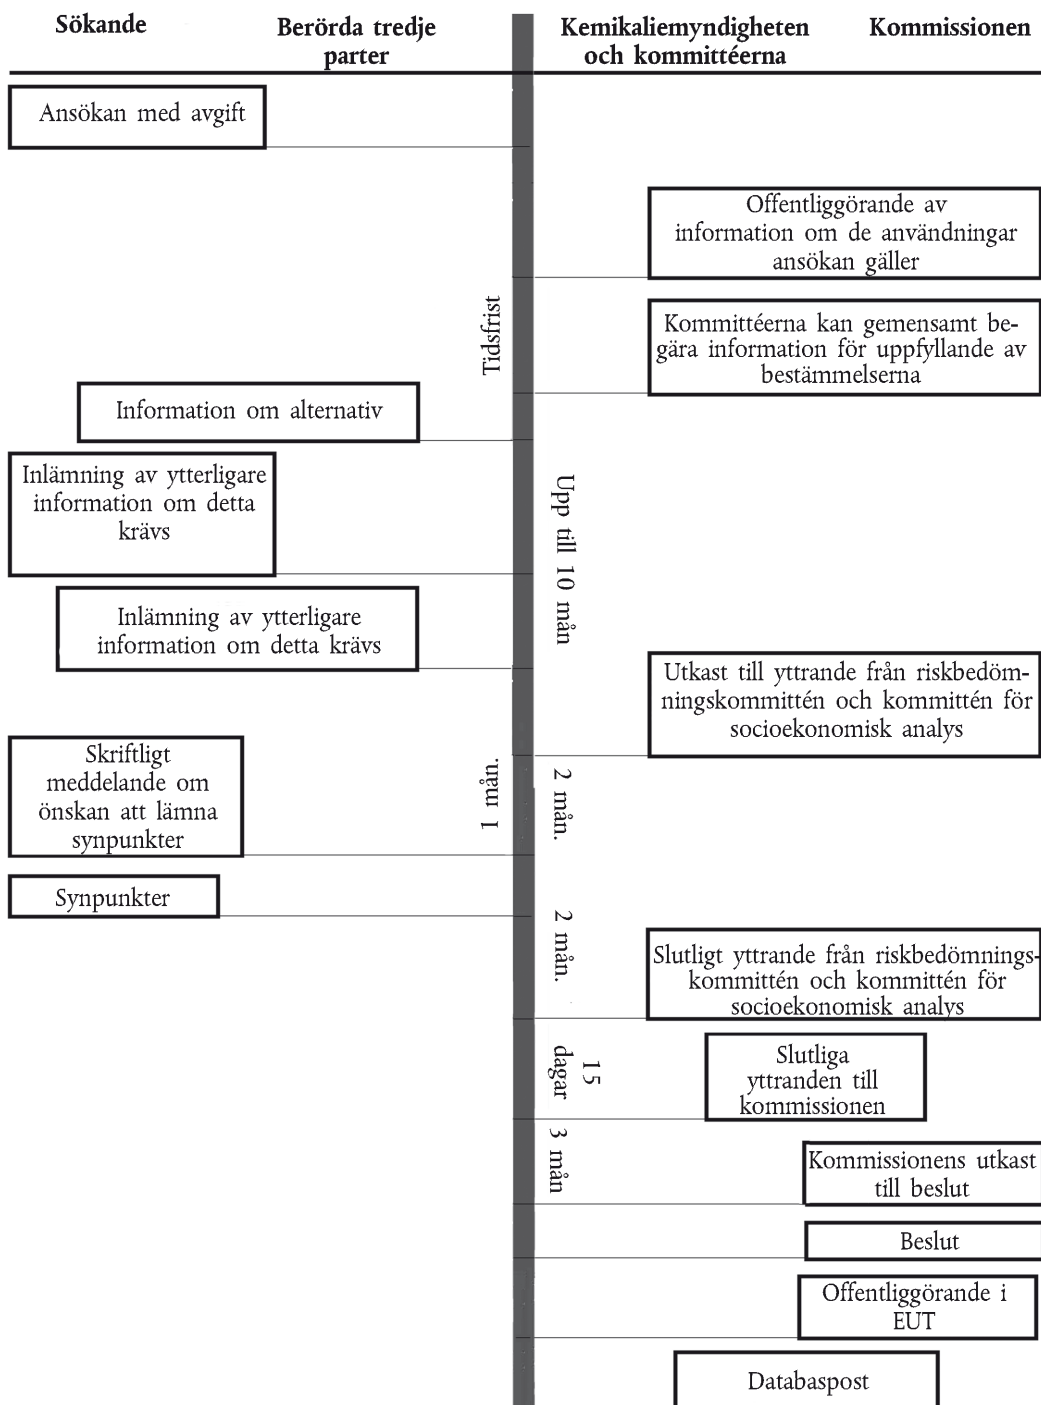 Sökande
Berörda tredje
parter
Kemikaliemyndigheten
och kommittéerna
Kommissionen
Ansökan med avgift
Offentliggörande av
information om de användningar
ansökan gäller
Tidsfrist
Kommittéerna kan gemensamt be-
gära information för uppfyllande av
bestämmelserna
Information om alternativ
Inlämning av ytterligare
information om detta
krävs
Upp till 10 mån
Inlämning av ytterligare
information om detta krävs
Utkast till yttrande från riskbedöm-
ningskommittén och kommittén för
socioekonomisk analys
Skriftligt
meddelande om
önskan att lämna
synpunkter
1 mån.
2 mån.
Synpunkter
2 mån.
Slutligt yttrande från riskbedömnings-
kommittén och kommittén för
socioekonomisk analys
15
dagar
Slutliga
yttranden till
kommissionen
3 mån
Kommissionens utkast
till beslut
Beslut
Offentliggörande i
EUT
Databaspost